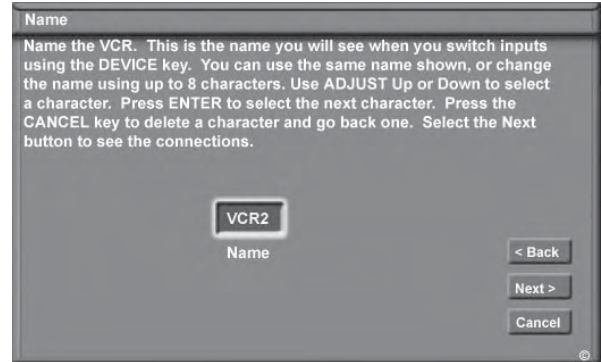 Name
Name the VCR.  This is the name you will see when you switch inputs
using the DEVICE key.  You can use the same name shown, or change
the name using up to 8 characters. Use ADJUST Up or Down to select
a character.  Press ENTER to select the next character.  Press the
CANCEL key to delete a character and go back one.  Select the Next
button to see the connections.
VCR2
Name
< Back
Next >
Cancel
©